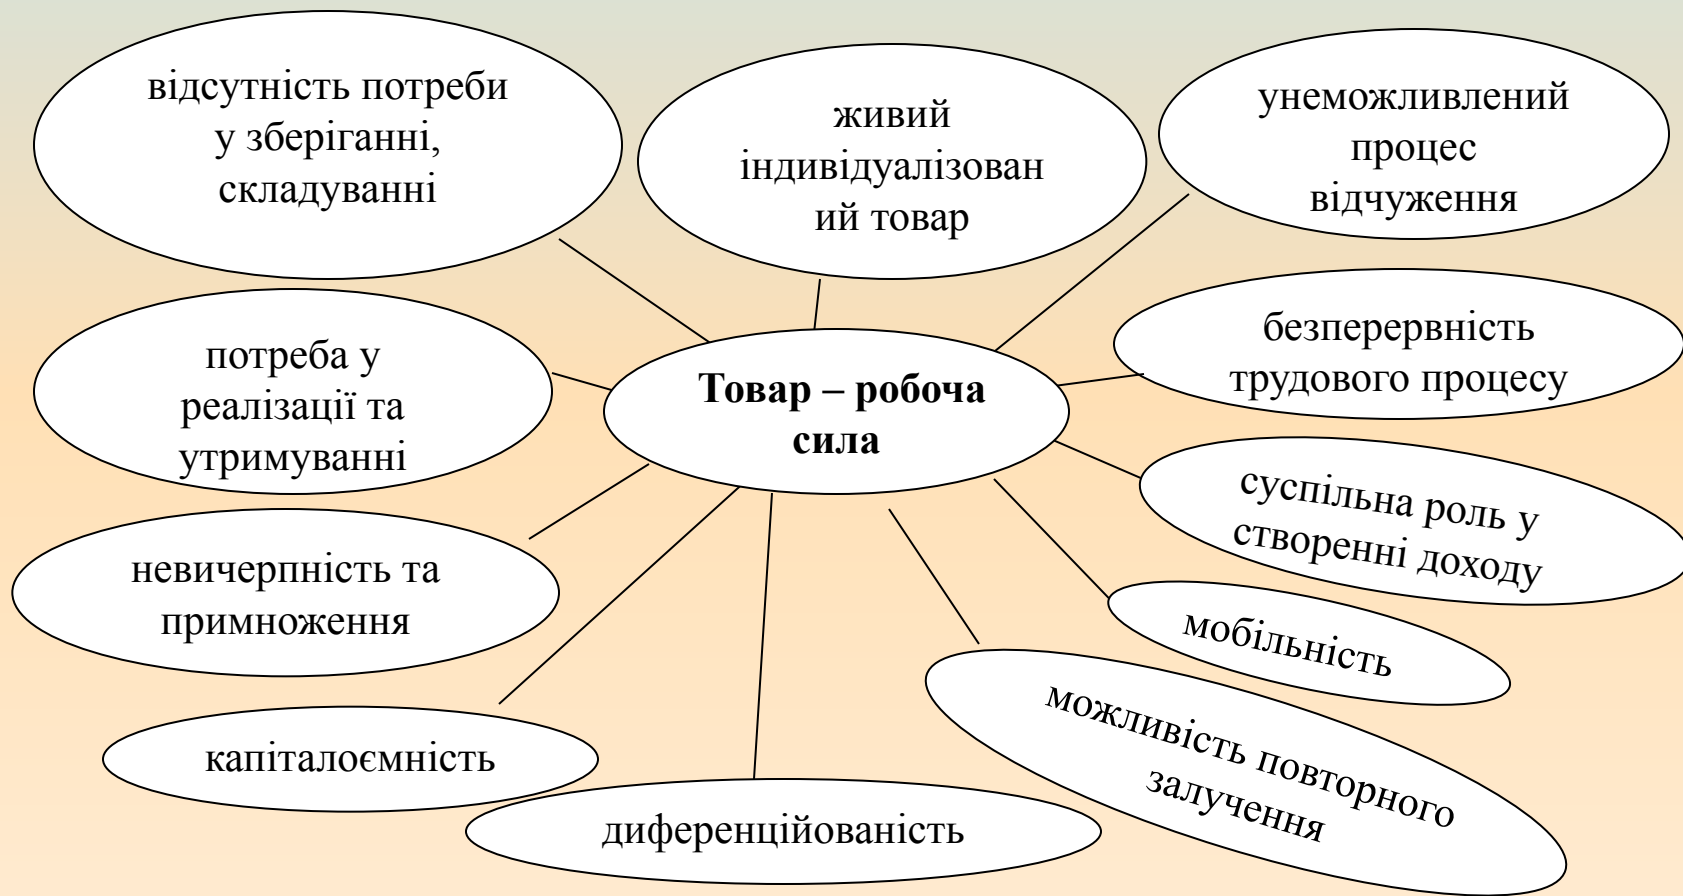 відсутність потреби
у зберіганні,
складуванні
живий
індивідуалізован
ий товар
унеможливлений
процес
відчуження
потреба у
реалізації та
утримуванні
Товар – робоча
сила
безперервність
трудового процесу
суспільна роль у
створенні доходу
невичерпність та
примноження
мобільність
капіталоємність
можливість повторного
залучення
диференційованість